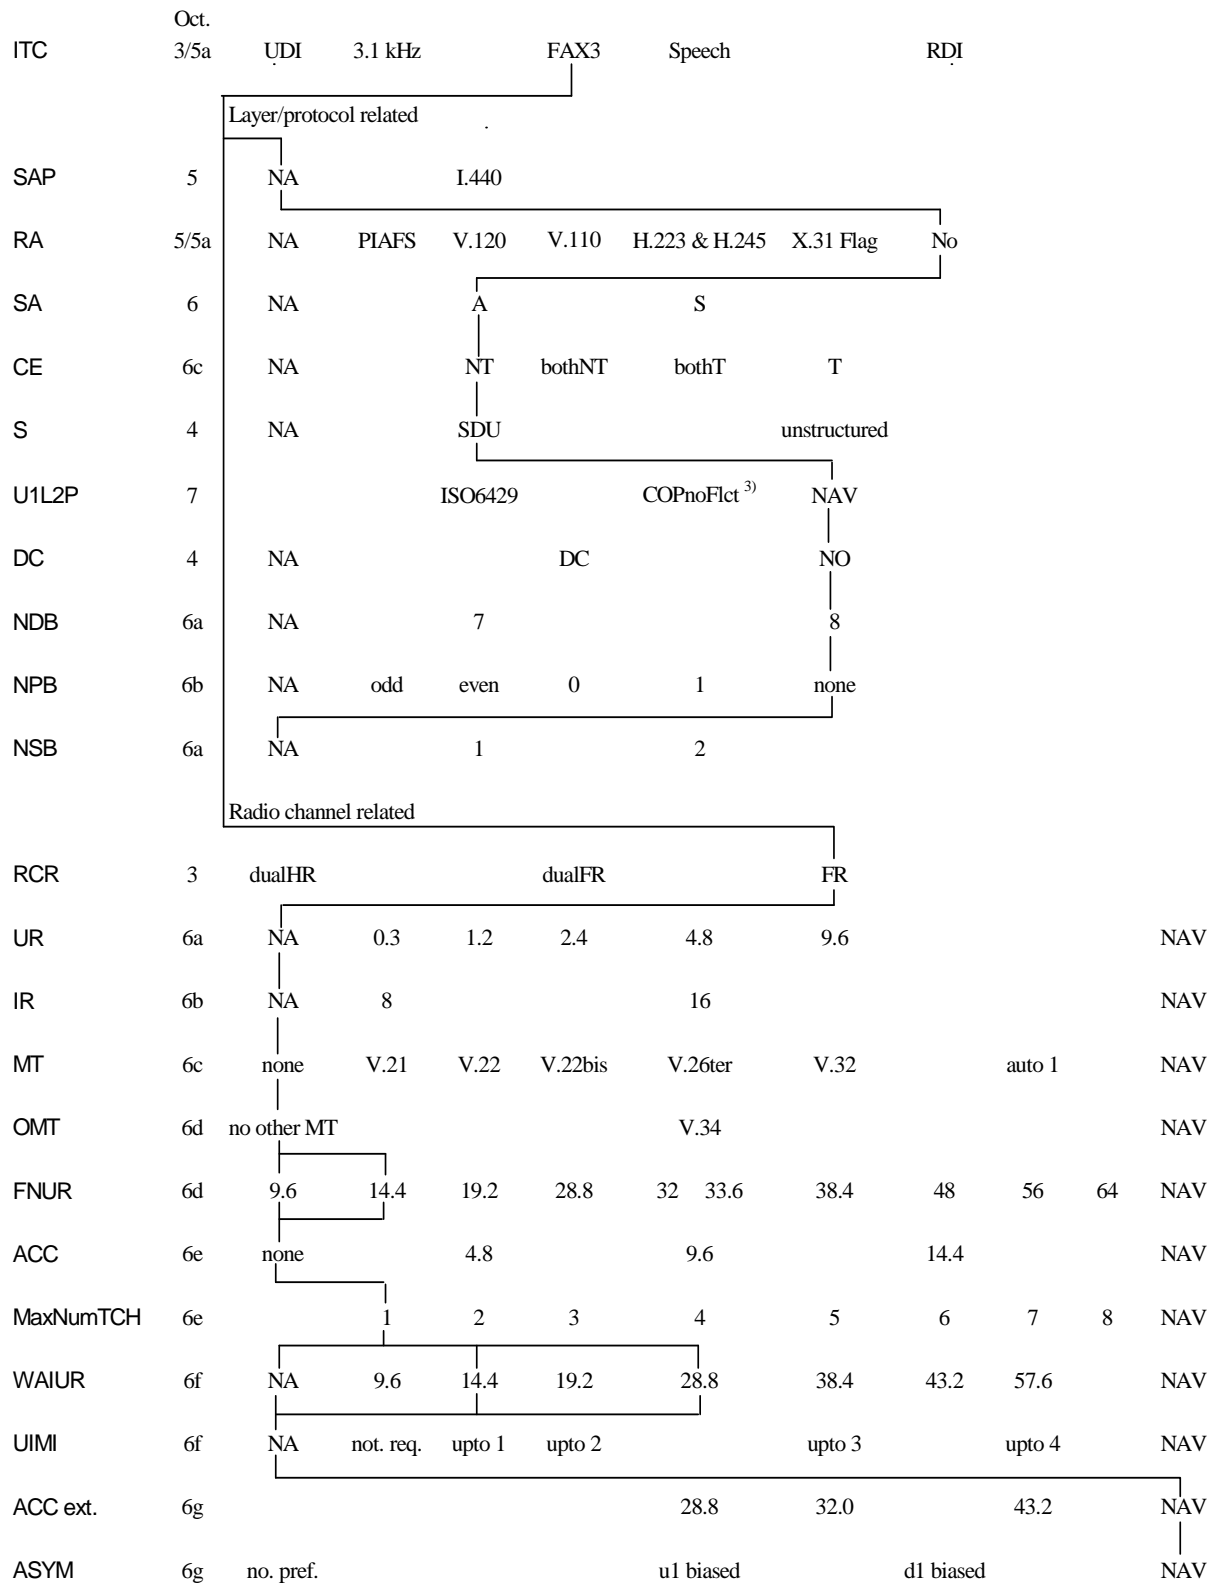 Oct.
ITC 3/5a UDI 3.1 kHz FAX3 Speech RDI
Layer/protocol related
SAP 5 NA I.440
RA 5/5a NA PIAFS V.120 V.110 H.223 & H.245 X.31 Flag No
SA 6 NA A S
CE 6c NA NT bothNT bothT T
S 4 NA SDU unstructured
U1L2P 7 ISO6429 COPnoFlct 3) NAV
DC 4 NA DC NO
NDB 6a NA 7 8
NPB 6b NA odd even 0 1 none
NSB 6a NA 1 2
Radio channel related
RCR 3 dualHR dualFR FR
UR 6a NA 0.3 1.2 2.4 4.8 9.6 NAV
IR 6b NA 8 16 NAV
MT 6c none V.21 V.22 V.22bis V.26ter V.32 auto 1 NAV
OMT 6d no other MT V.34 NAV
FNUR 6d 9.6 14.4 19.2 28.8 32 33.6 38.4 48 56 64 NAV
ACC 6e none 4.8 9.6 14.4 NAV
MaxNumTCH 6e 1 2 3 4 5 6 7 8 NAV
WAIUR 6f NA 9.6 14.4 19.2 28.8 38.4 43.2 57.6 NAV
UIMI 6f NA not. req. upto 1 upto 2 upto 3 upto 4 NAV
ACC ext. 6g 28.8 32.0 43.2 NAV
ASYM 6g no. pref. u1 biased d1 biased NAV